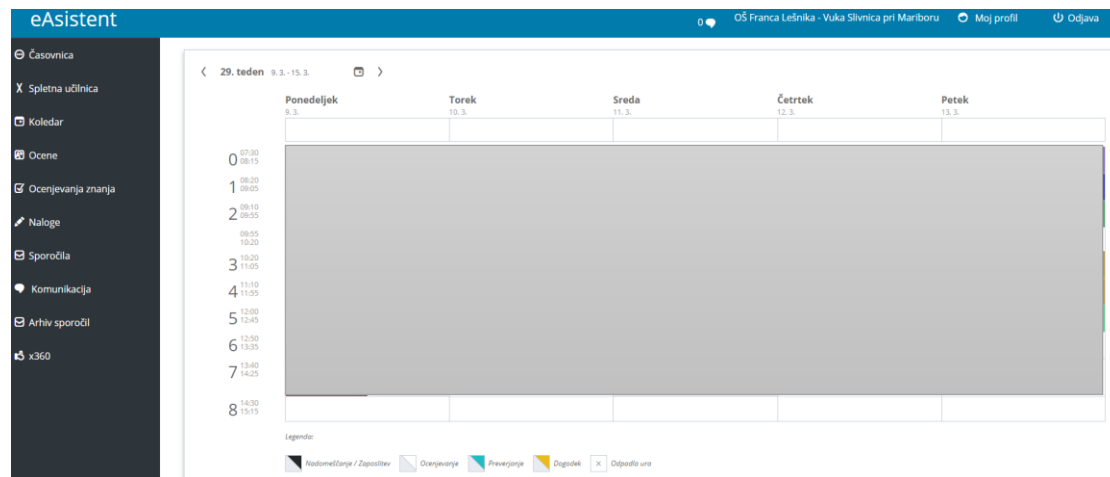 eAsistent
0
OŠ Franca Lešnika - Vuka Slivnica pri Mariboru
Moj profil
Odjava
Časovnica
Spletna učilnica
Koledar
Ocene
Ocenjevanja znanja
Naloge
Sporočila
Komunikacija
Arhiv sporočil
x360
29. teden 9. 3. - 15. 3.
Ponedeljek Torek Sreda Četrtek Petek
9. 3. 10. 3. 11. 3. 12. 3. 13. 3.
0 07:30 08:15
1 08:20 09:05
2 09:10 09:55
09:55 10:20
3 10:20 11:05
4 11:10 11:55
5 12:00 12:45
6 12:50 13:35
7 13:40 14:25
8 14:30 15:15
Legenda:
Nadomeščanje / Zaposlitev Ocenjevanje Preverjanje Dogodek Odpadla ura